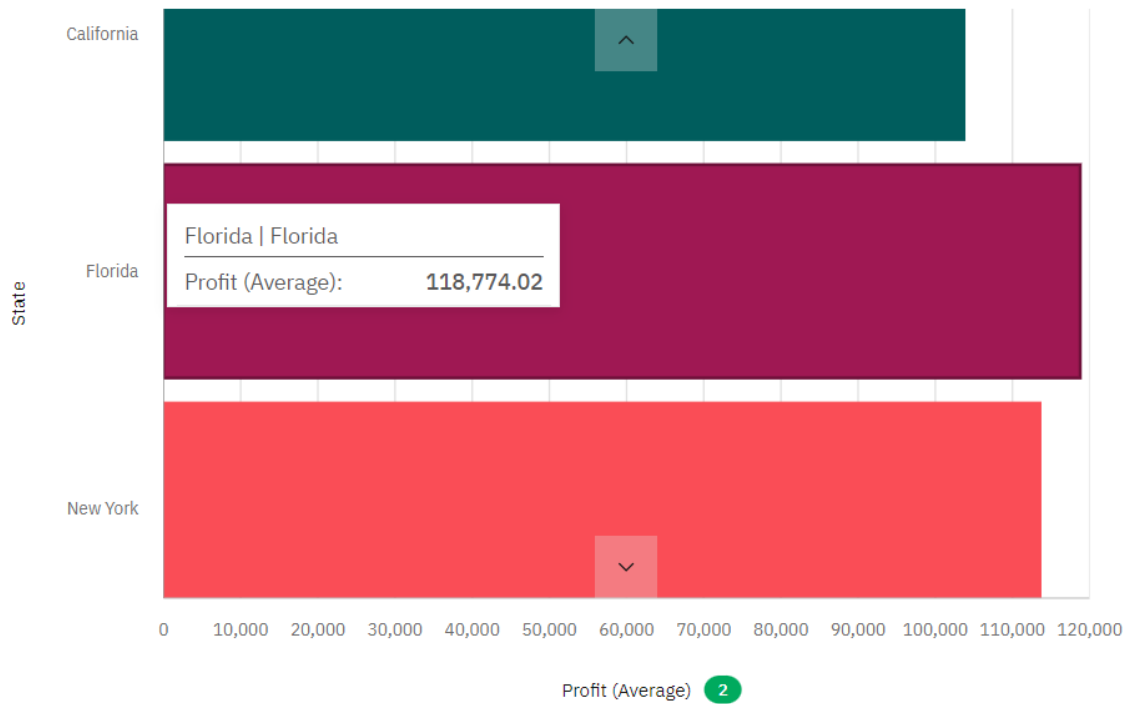 California
Florida | Florida
Profit (Average): 118,774.02
Florida
State
New York
0 10,000 20,000 30,000 40,000 50,000 60,000 70,000 80,000 90,000 100,000 110,000 120,000
Profit (Average) 2